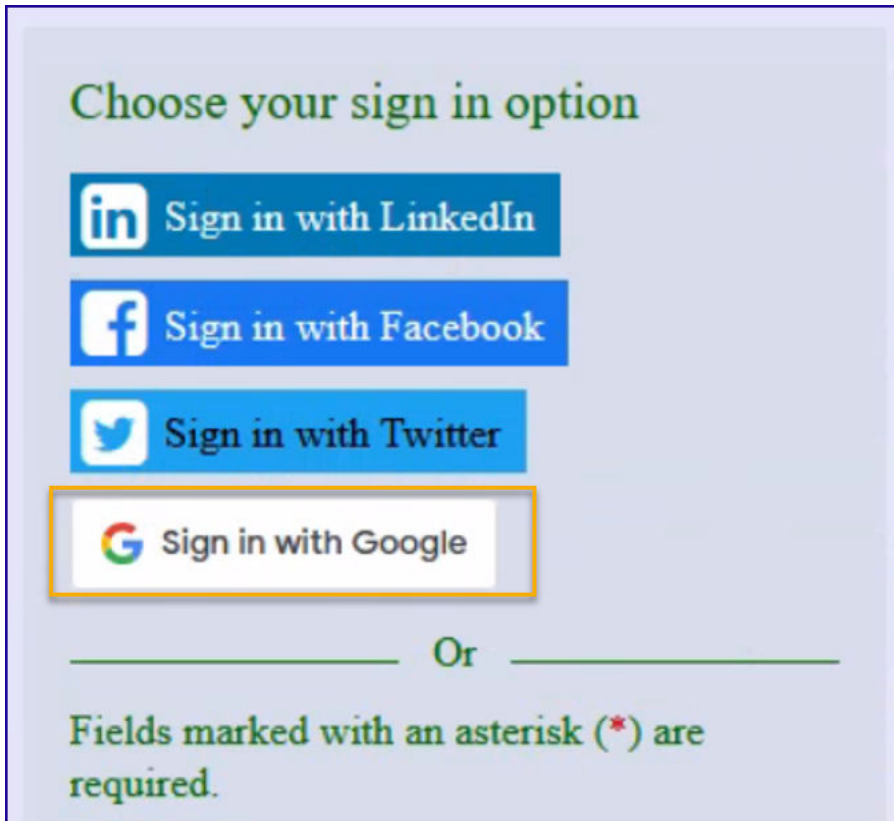 Choose your sign in option
in Sign in with LinkedIn
f Sign in with Facebook
Sign in with Twitter
G Sign in with Google
Or
Fields marked with an asterisk (*) are
required.